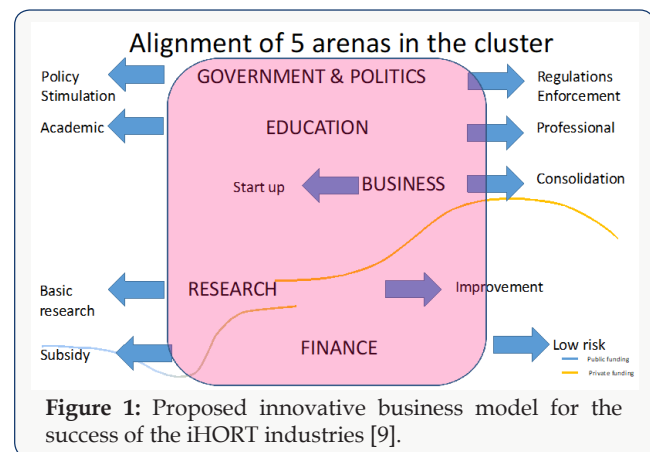 Alignment of 5 arenas in the cluster
Policy
Stimulation
GOVERNMENT & POLITICS
Regulations
Enforcement
Academic
EDUCATION
Professional
Start up
BUSINESS
Consolidation
Basic
research
RESEARCH
Improvement
Subsidy
FINANCE
Low risk
Public funding
Private funding
Figure 1: Proposed innovative business model for the
success of the iHORT industries [9].